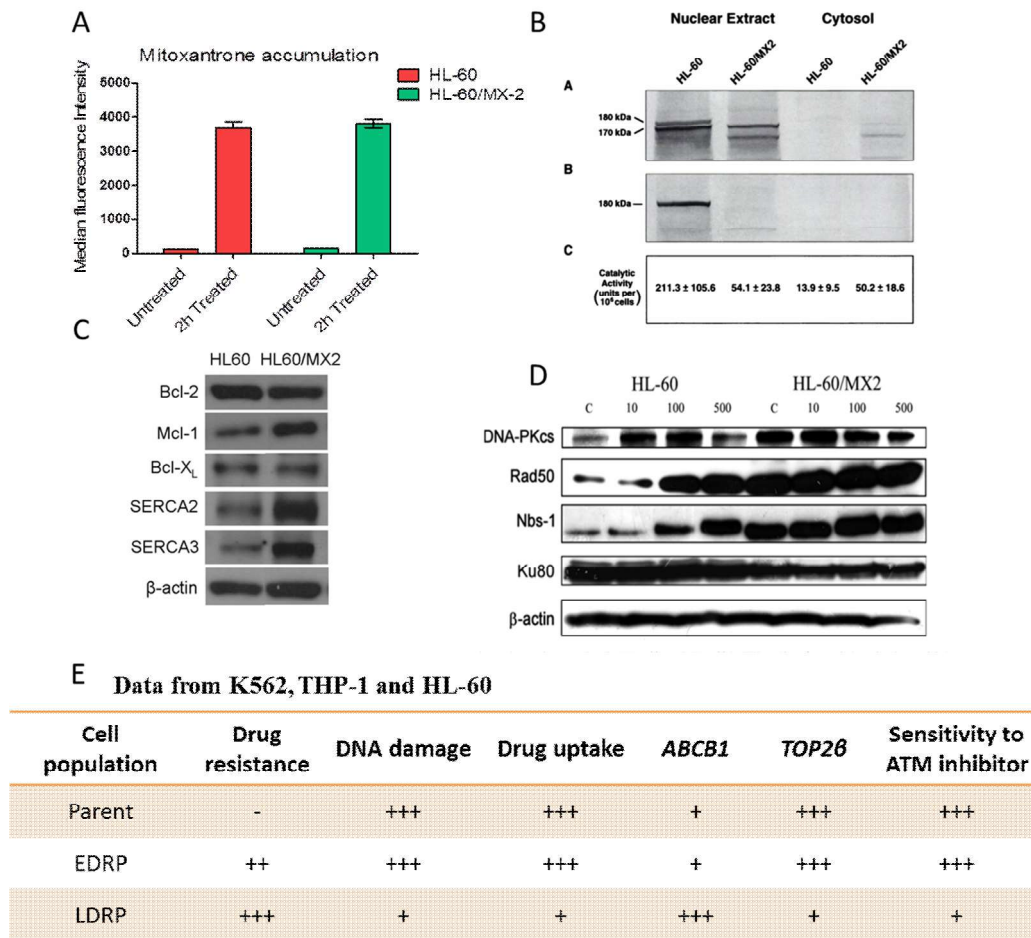 A
Mitoxantrone accumulation
HL-60
HL-60/MX-2
Median fluorescence Intensity
5000
4000
3000
2000
1000
0
Untreated
2h Treated
Untreated
2h Treated
B
Nuclear Extract Cytosol
HL-60 HL-60/MX2 HL-60 HL-60/MX2
A
180 kDa
170 kDa
B
180 kDa
C
Catalytic Activity (units per 10⁶ cells)
211.3 ± 105.6 54.1 ± 23.8 13.9 ± 9.5 50.2 ± 18.6
C
HL60 HL60/MX2
Bcl-2
Mcl-1
Bcl-XL
SERCA2
SERCA3
β-actin
D
HL-60 HL-60/MX2
C 10 100 500 C 10 100 500
DNA-PKcs
Rad50
Nbs-1
Ku80
β-actin
E Data from K562, THP-1 and HL-60
Cell population Drug resistance DNA damage Drug uptake ABCB1 TOP2β Sensitivity to ATM inhibitor
Parent - +++ +++ + +++ +++
EDRP ++ +++ +++ + +++ +++
LDRP +++ + + +++ + +